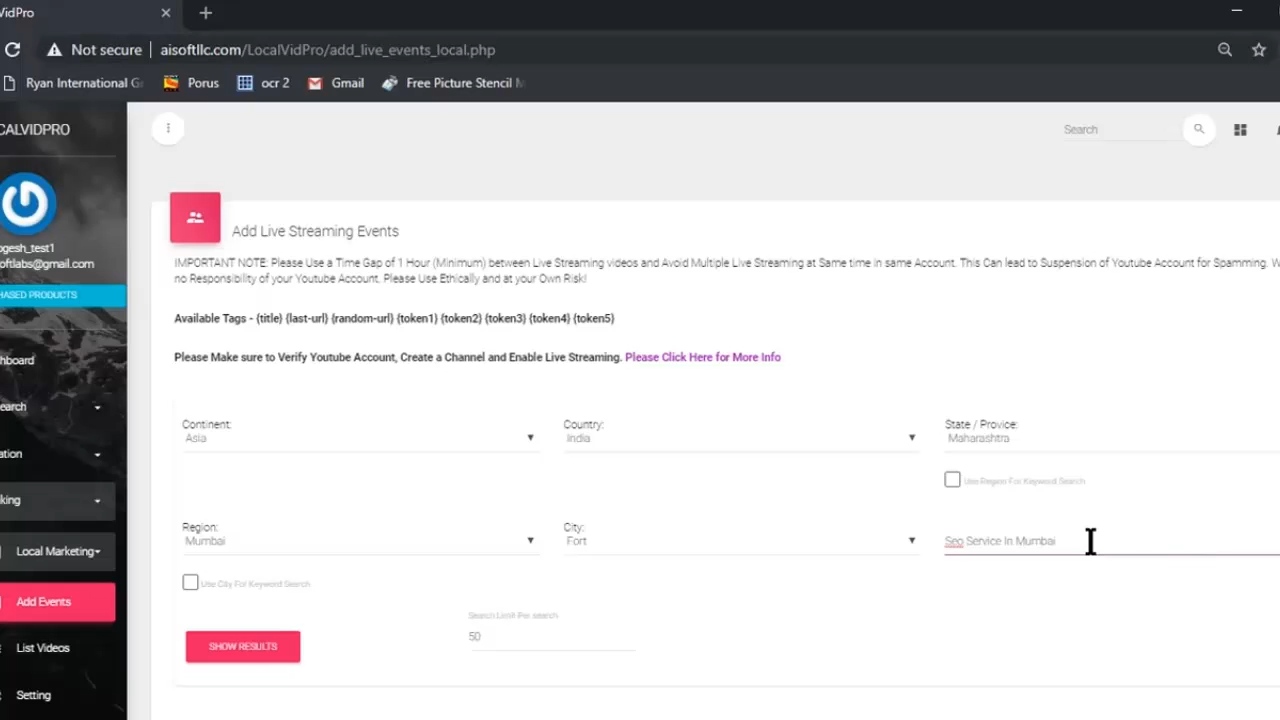 VidPro
Not secure aisoftllc.com/LocalVidPro/add_live_events_local.php
Ryan International Gr Porus ocr 2 Gmail Free Picture Stencil M
CALVIDPRO
Search
ogesh_test1
softlabs@gmail.com
HASED PRODUCTS
Add Live Streaming Events
IMPORTANT NOTE: Please Use a Time Gap of 1 Hour (Minimum) between Live Streaming videos and Avoid Multiple Live Streaming at Same time in same Account. This Can lead to Suspension of Youtube Account for Spamming. W
no Responsibility of your Youtube Account. Please Use Ethically and at your Own Risk!
Available Tags - {title} {last-url} {random-url} {token1} {token2} {token3} {token4} {token5}
Please Make sure to Verify Youtube Account, Create a Channel and Enable Live Streaming. Please Click Here for More Info
hboard
earch
ation
king
Local Marketing
Add Events
List Videos
Setting
Continent: Country: State / Provice:
Asia India Maharashtra
Use Region For Keyword Search
Region: City:
Mumbai Fort Seo Service In Mumbai
Use City For Keyword Search
Search Limit Per search
50
SHOW RESULTS